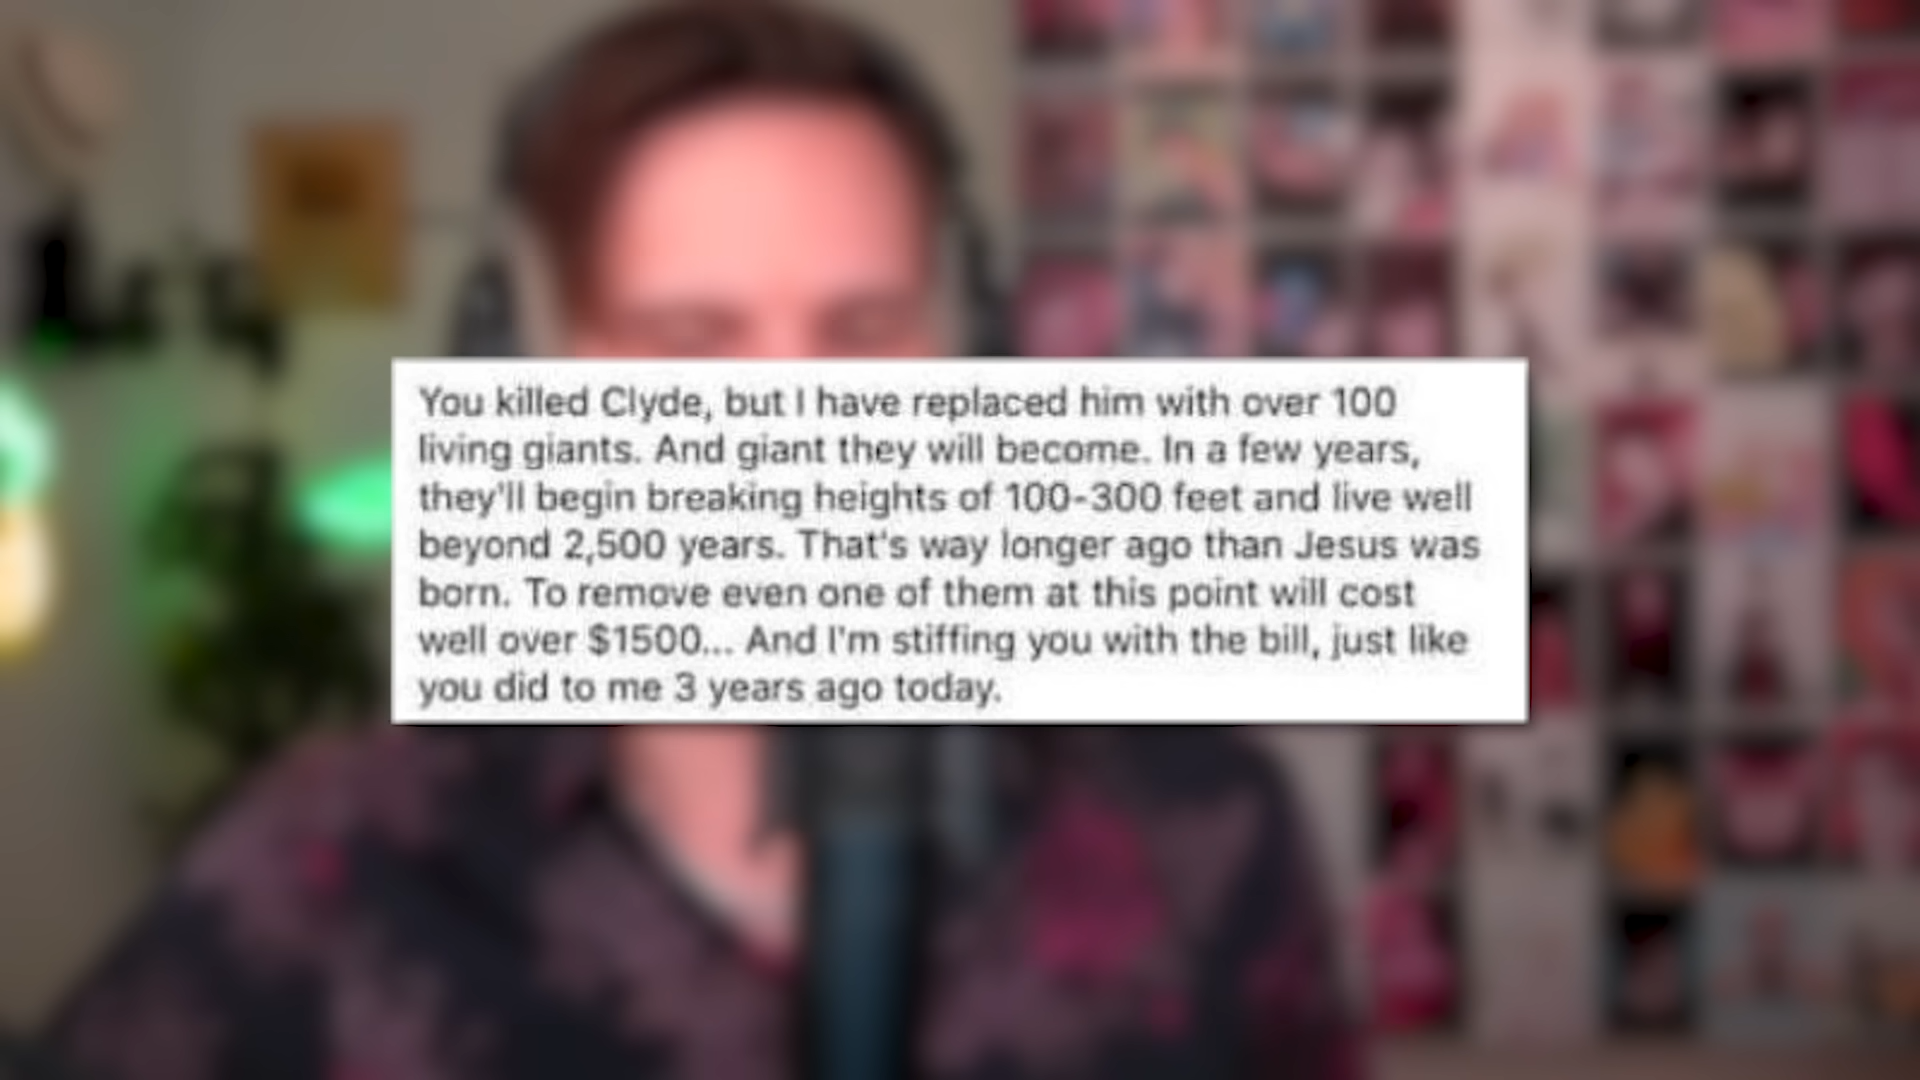 You killed Clyde, but I have replaced him with over 100
living giants. And giant they will become. In a few years,
they'll begin breaking heights of 100-300 feet and live well
beyond 2,500 years. That's way longer ago than Jesus was
born. To remove even one of them at this point will cost
well over $1500... And I'm stiffing you with the bill, just like
you did to me 3 years ago today.